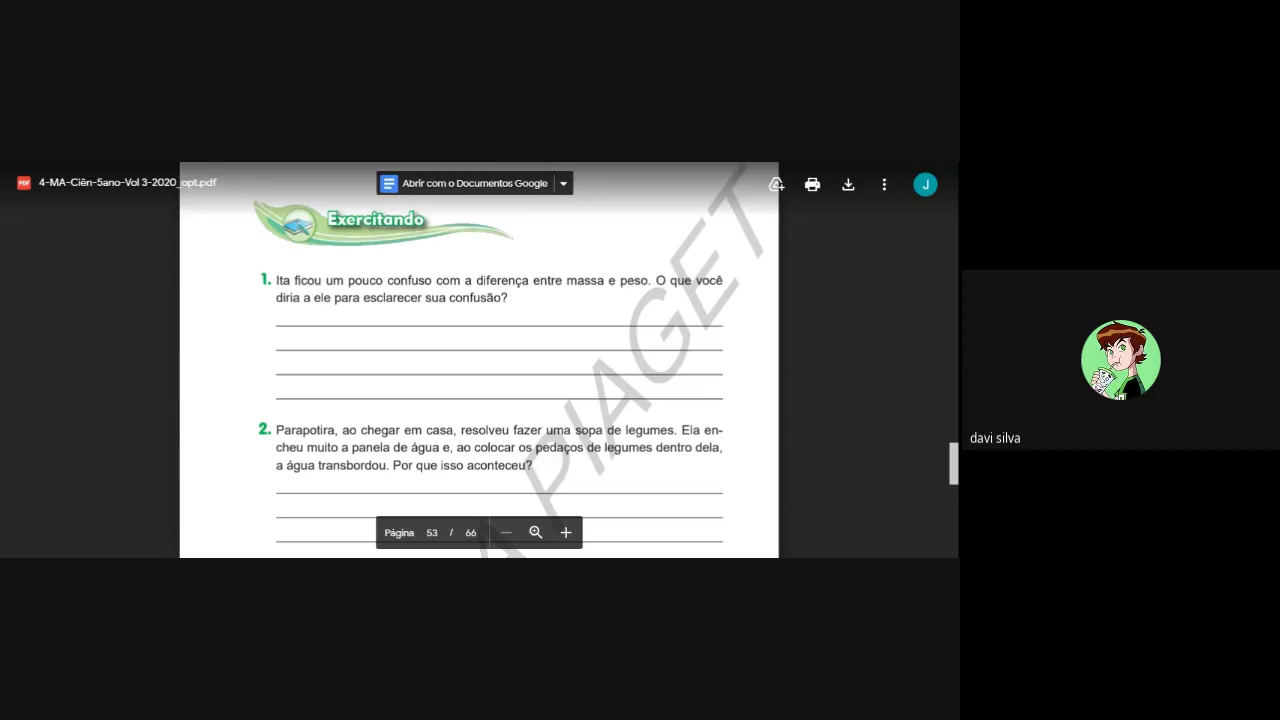 PDF 4-MA-Ciên-5ano-Vol 3-2020_opt.pdf
Abrir com o Documentos Google
J
Exercitando
1. Ita ficou um pouco confuso com a diferença entre massa e peso. O que você
diria a ele para esclarecer sua confusão?
2. Parapotira, ao chegar em casa, resolveu fazer uma sopa de legumes. Ela en-
cheu muito a panela de água e, ao colocar os pedaços de legumes dentro dela,
a água transbordou. Por que isso aconteceu?
A PIAGET
Página 53 / 66
davi silva